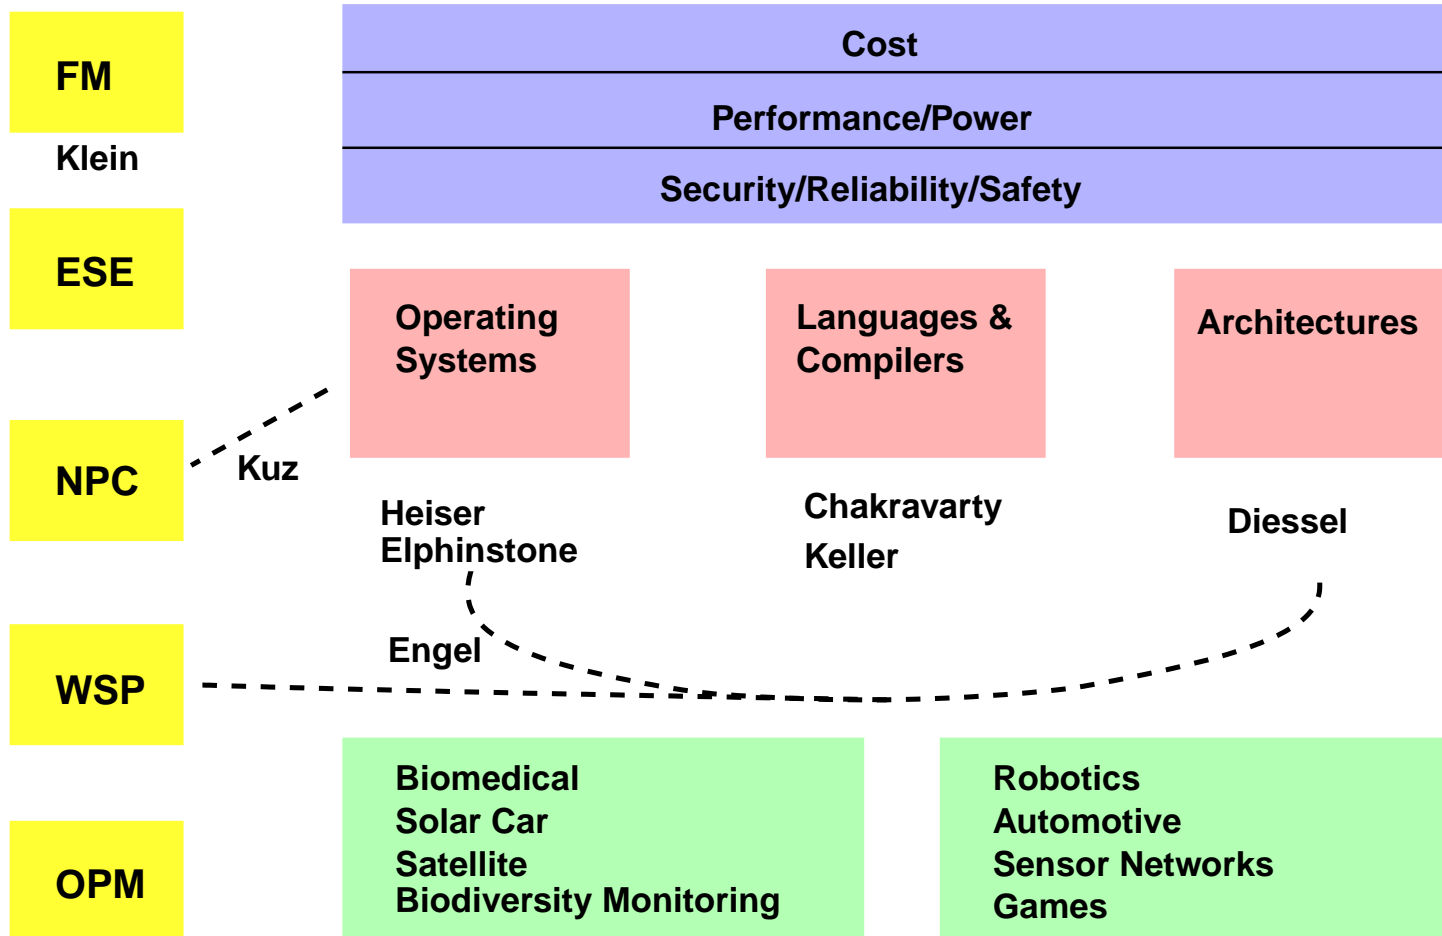 FM
Klein
ESE
NPC
Kuz
WSP
Engel
OPM
Cost
Performance/Power
Security/Reliability/Safety
Operating
Systems
Languages &
Compilers
Architectures
Heiser
Elphinstone
Chakravarty
Keller
Diessel
Biomedical
Solar Car
Satellite
Biodiversity Monitoring
Robotics
Automotive
Sensor Networks
Games